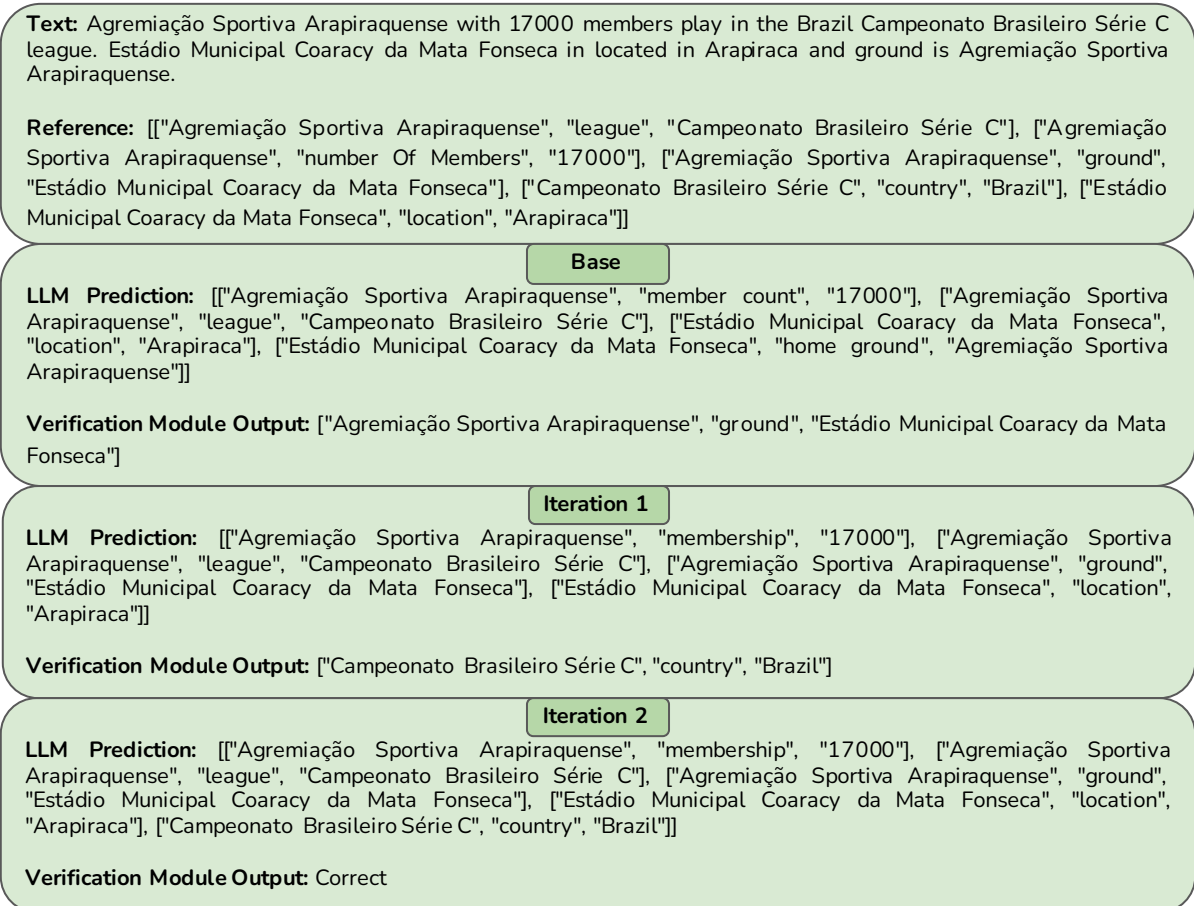 Text: Agremiação Sportiva Arapiraquense with 17000 members play in the Brazil Campeonato Brasileiro Série C
league. Estádio Municipal Coaracy da Mata Fonseca in located in Arapiraca and ground is Agremiação Sportiva
Arapiraquense.
Reference: [["Agremiação Sportiva Arapiraquense", "league", "Campeonato Brasileiro Série C"], ["Agremiação
Sportiva Arapiraquense", "number Of Members", "17000"], ["Agremiação Sportiva Arapiraquense", "ground",
"Estádio Municipal Coaracy da Mata Fonseca"], ["Campeonato Brasileiro Série C", "country", "Brazil"], ["Estádio
Municipal Coaracy da Mata Fonseca", "location", "Arapiraca"]]
Base
LLM Prediction: [["Agremiação Sportiva Arapiraquense", "member count", "17000"], ["Agremiação Sportiva
Arapiraquense", "league", "Campeonato Brasileiro Série C"], ["Estádio Municipal Coaracy da Mata Fonseca",
"location", "Arapiraca"], ["Estádio Municipal Coaracy da Mata Fonseca", "home ground", "Agremiação Sportiva
Arapiraquense"]]
Verification Module Output: ["Agremiação Sportiva Arapiraquense", "ground", "Estádio Municipal Coaracy da Mata
Fonseca"]
Iteration 1
LLM Prediction: [["Agremiação Sportiva Arapiraquense", "membership", "17000"], ["Agremiação Sportiva
Arapiraquense", "league", "Campeonato Brasileiro Série C"], ["Agremiação Sportiva Arapiraquense", "ground",
"Estádio Municipal Coaracy da Mata Fonseca"], ["Estádio Municipal Coaracy da Mata Fonseca", "location",
"Arapiraca"]]
Verification Module Output: ["Campeonato Brasileiro Série C", "country", "Brazil"]
Iteration 2
LLM Prediction: [["Agremiação Sportiva Arapiraquense", "membership", "17000"], ["Agremiação Sportiva
Arapiraquense", "league", "Campeonato Brasileiro Série C"], ["Agremiação Sportiva Arapiraquense", "ground",
"Estádio Municipal Coaracy da Mata Fonseca"], ["Estádio Municipal Coaracy da Mata Fonseca", "location",
"Arapiraca"], ["Campeonato Brasileiro Série C", "country", "Brazil"]]
Verification Module Output: Correct